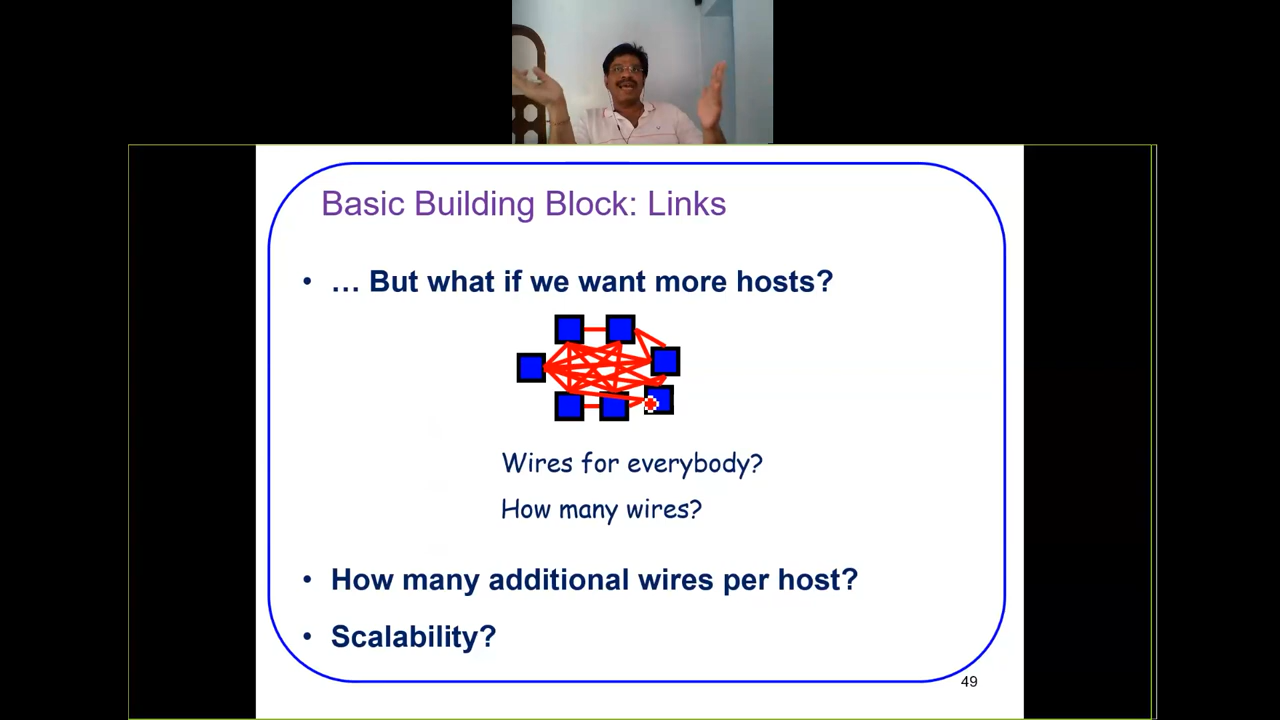 Basic Building Block: Links
• … But what if we want more hosts?
Wires for everybody?
How many wires?
• How many additional wires per host?
• Scalability?
49